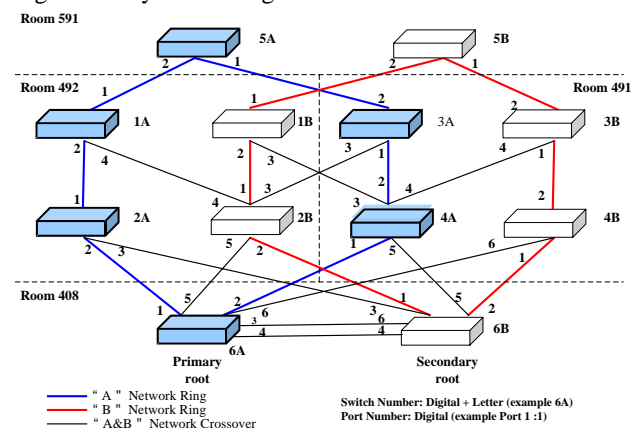 Room 591
5A
5B
2
1
2
1
Room 492
Room 491
1
1
2
2
1A
1B
3A
3B
2
4
2
3
3
1
4
1
1
4
1
3
2
3
4
2
2A
2B
4A
4B
2
3
5
2
1
5
6
1
Room 408
1
5
2
6
3
4
6
4
3
1
5
2
6A
6B
Primary
root
Secondary
root
“ A ” Network Ring
“ B ” Network Ring
“ A&B ” Network Crossover
Switch Number: Digital + Letter (example 6A)
Port Number: Digital (example Port 1 :1)